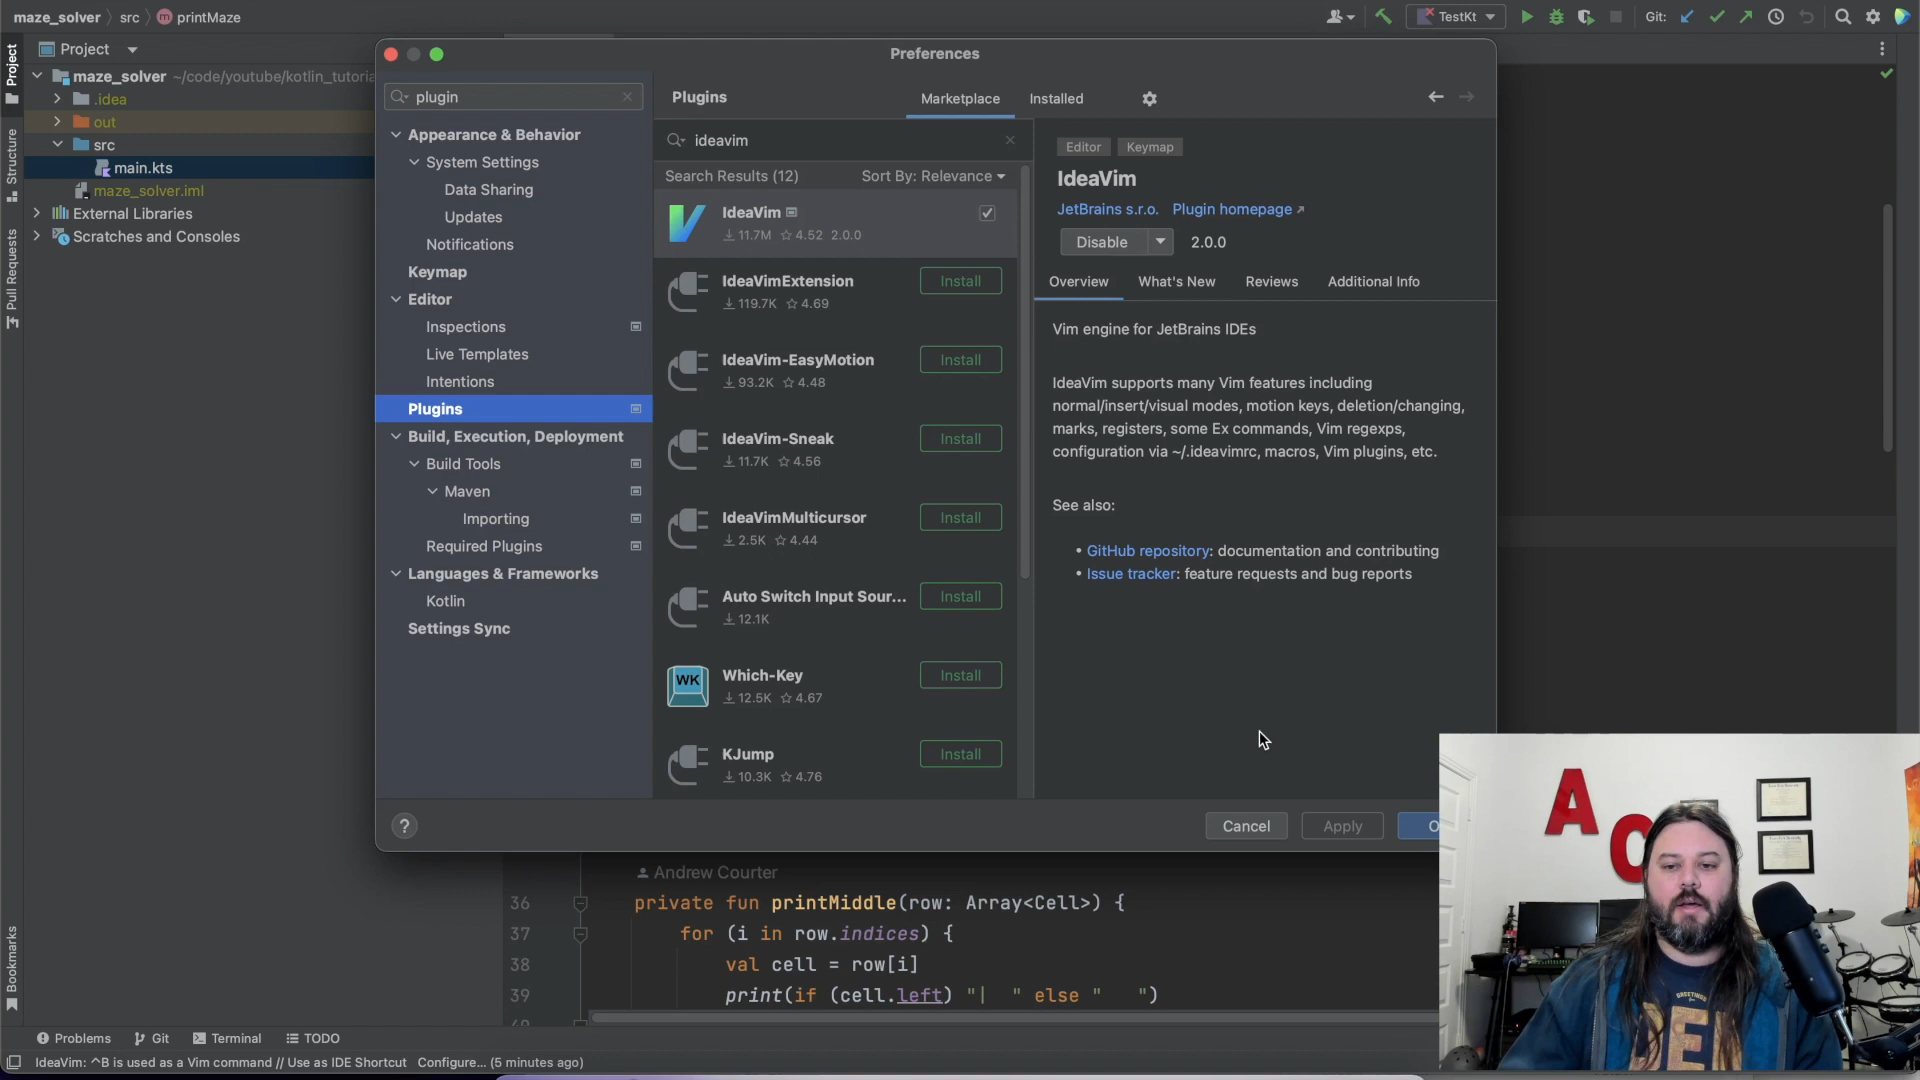 maze_solver
src
printMaze
TestKt
Git:
Project
Project
maze_solver ~/code/youtube/kotlin_tutoria
.idea
out
src
main.kts
maze_solver.iml
External Libraries
Scratches and Consoles
Structure
Pull Requests
Bookmarks
Preferences
plugin
Appearance & Behavior
System Settings
Data Sharing
Updates
Notifications
Keymap
Editor
Inspections
Live Templates
Intentions
Plugins
Build, Execution, Deployment
Build Tools
Maven
Importing
Required Plugins
Languages & Frameworks
Kotlin
Settings Sync
?
Plugins
Marketplace
Installed
ideavim
Search Results (12)
Sort By: Relevance
IdeaVim
11.7M 4.52 2.0.0
IdeaVimExtension
119.7K 4.69
Install
IdeaVim-EasyMotion
93.2K 4.48
Install
IdeaVim-Sneak
11.7K 4.56
Install
IdeaVimMulticursor
2.5K 4.44
Install
Auto Switch Input Sour...
12.1K
Install
WK
Which-Key
12.5K 4.67
Install
KJump
10.3K 4.76
Install
Editor
Keymap
IdeaVim
JetBrains s.r.o. Plugin homepage
Disable
2.0.0
Overview
What's New
Reviews
Additional Info
Vim engine for JetBrains IDEs
IdeaVim supports many Vim features including
normal/insert/visual modes, motion keys, deletion/changing,
marks, registers, some Ex commands, Vim regexps,
configuration via ~/.ideavimrc, macros, Vim plugins, etc.
See also:
• GitHub repository: documentation and contributing
• Issue tracker: feature requests and bug reports
Cancel
Apply
O
Andrew Courter
36 private fun printMiddle(row: Array<Cell>) {
37 for (i in row.indices) {
38 val cell = row[i]
39 print(if (cell.left) "|  " else "   ")
A
C
GREETINGS
Problems
Git
Terminal
TODO
IdeaVim: ^B is used as a Vim command // Use as IDE Shortcut Configure... (5 minutes ago)